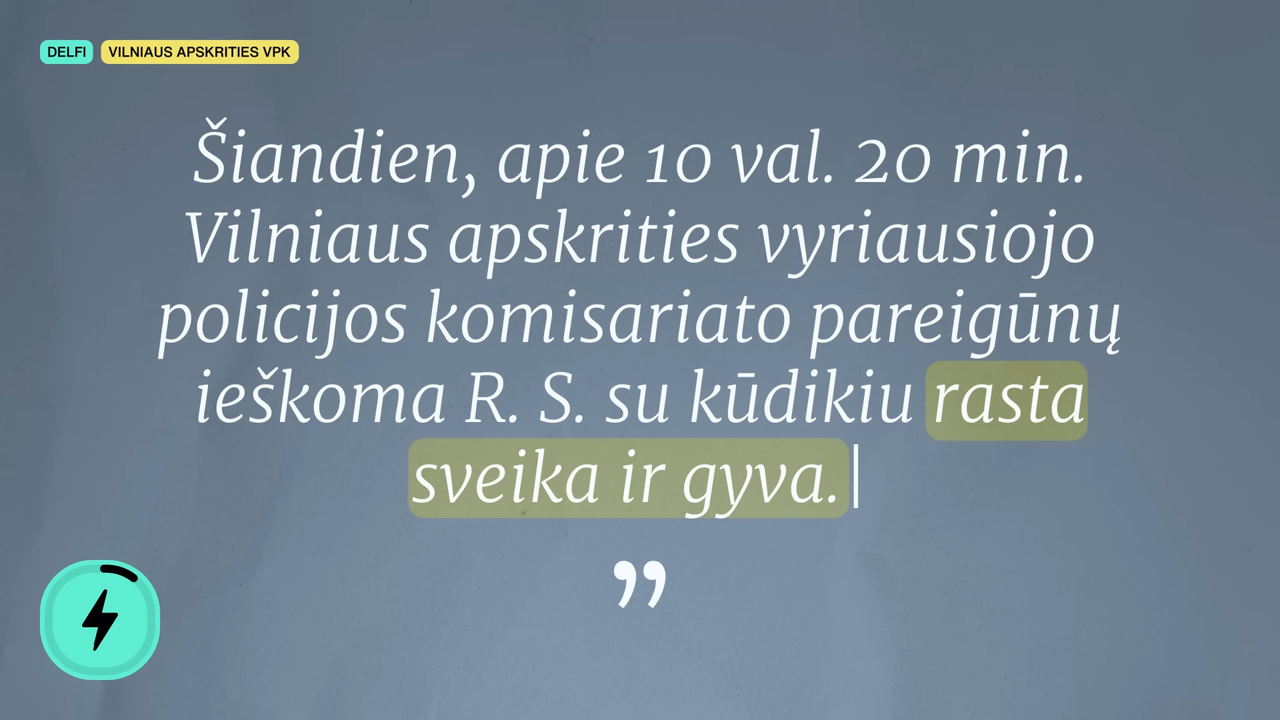 DELFI VILNIAUS APSKRITIES VPK
Šiandien, apie 10 val. 20 min.
Vilniaus apskrities vyriausiojo
policijos komisariato pareigūnų
ieškoma R. S. su kūdikiu rasta
sveika ir gyva.
”